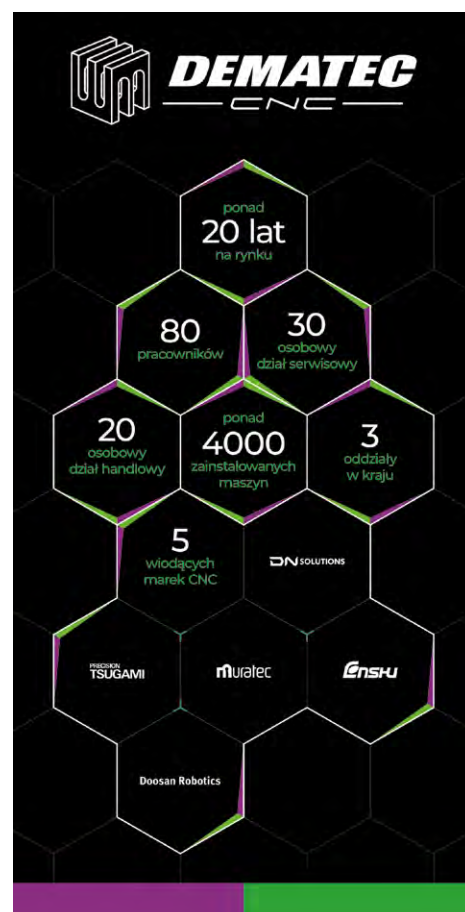 DEMATEC
CNC
ponad
20 lat
na rynku
80
pracowników
30
osobowy
dział serwisowy
20
osobowy
dział handlowy
ponad
4000
zainstalowanych
maszyn
3
oddziały
w kraju
5
wiodących
marek CNC
DN SOLUTIONS
PRECISION
TSUGAMI
muratec
ENSHU
Doosan Robotics